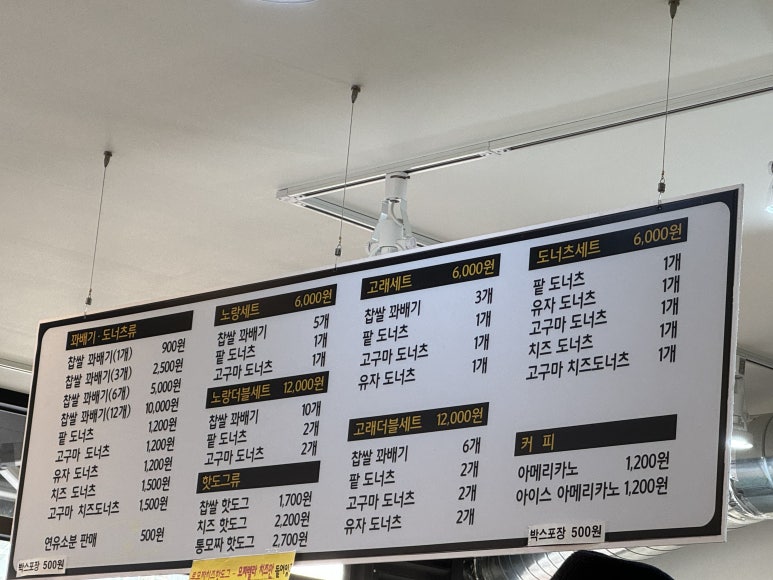 꽈배기 · 도너츠류
찹쌀 꽈배기(1개) 900원
찹쌀 꽈배기(3개) 2,500원
찹쌀 꽈배기(6개) 5,000원
찹쌀 꽈배기(12개) 10,000원
팥 도너츠 1,200원
고구마 도너츠 1,200원
유자 도너츠 1,200원
치즈 도너츠 1,500원
고구마 치즈도너츠 1,500원
연유소분 판매 500원
박스포장 500원
노랑세트 6,000원
찹쌀 꽈배기 5개
팥 도너츠 1개
고구마 도너츠 1개
노랑더블세트 12,000원
찹쌀 꽈배기 10개
팥 도너츠 2개
고구마 도너츠 2개
핫도그류
찹쌀 핫도그 1,700원
치즈 핫도그 2,200원
통모짜 핫도그 2,700원
고래세트 6,000원
찹쌀 꽈배기 3개
팥 도너츠 1개
고구마 도너츠 1개
유자 도너츠 1개
고래더블세트 12,000원
찹쌀 꽈배기 6개
팥 도너츠 2개
고구마 도너츠 2개
유자 도너츠 2개
도너츠세트 6,000원
팥 도너츠 1개
유자 도너츠 1개
고구마 도너츠 1개
치즈 도너츠 1개
고구마 치즈도너츠 1개
커 피
아메리카노 1,200원
아이스 아메리카노 1,200원
박스포장 500원